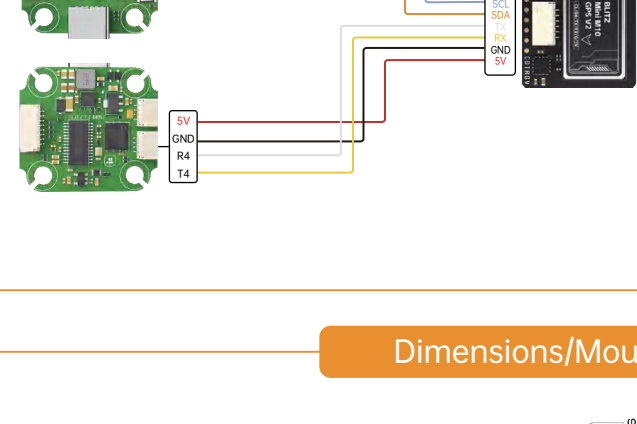 SCL
SDA
TX
RX
GND
5V
BLITZ
Mini M10
GPS V2
5V
GND
R4
T4
Dimensions/Mou